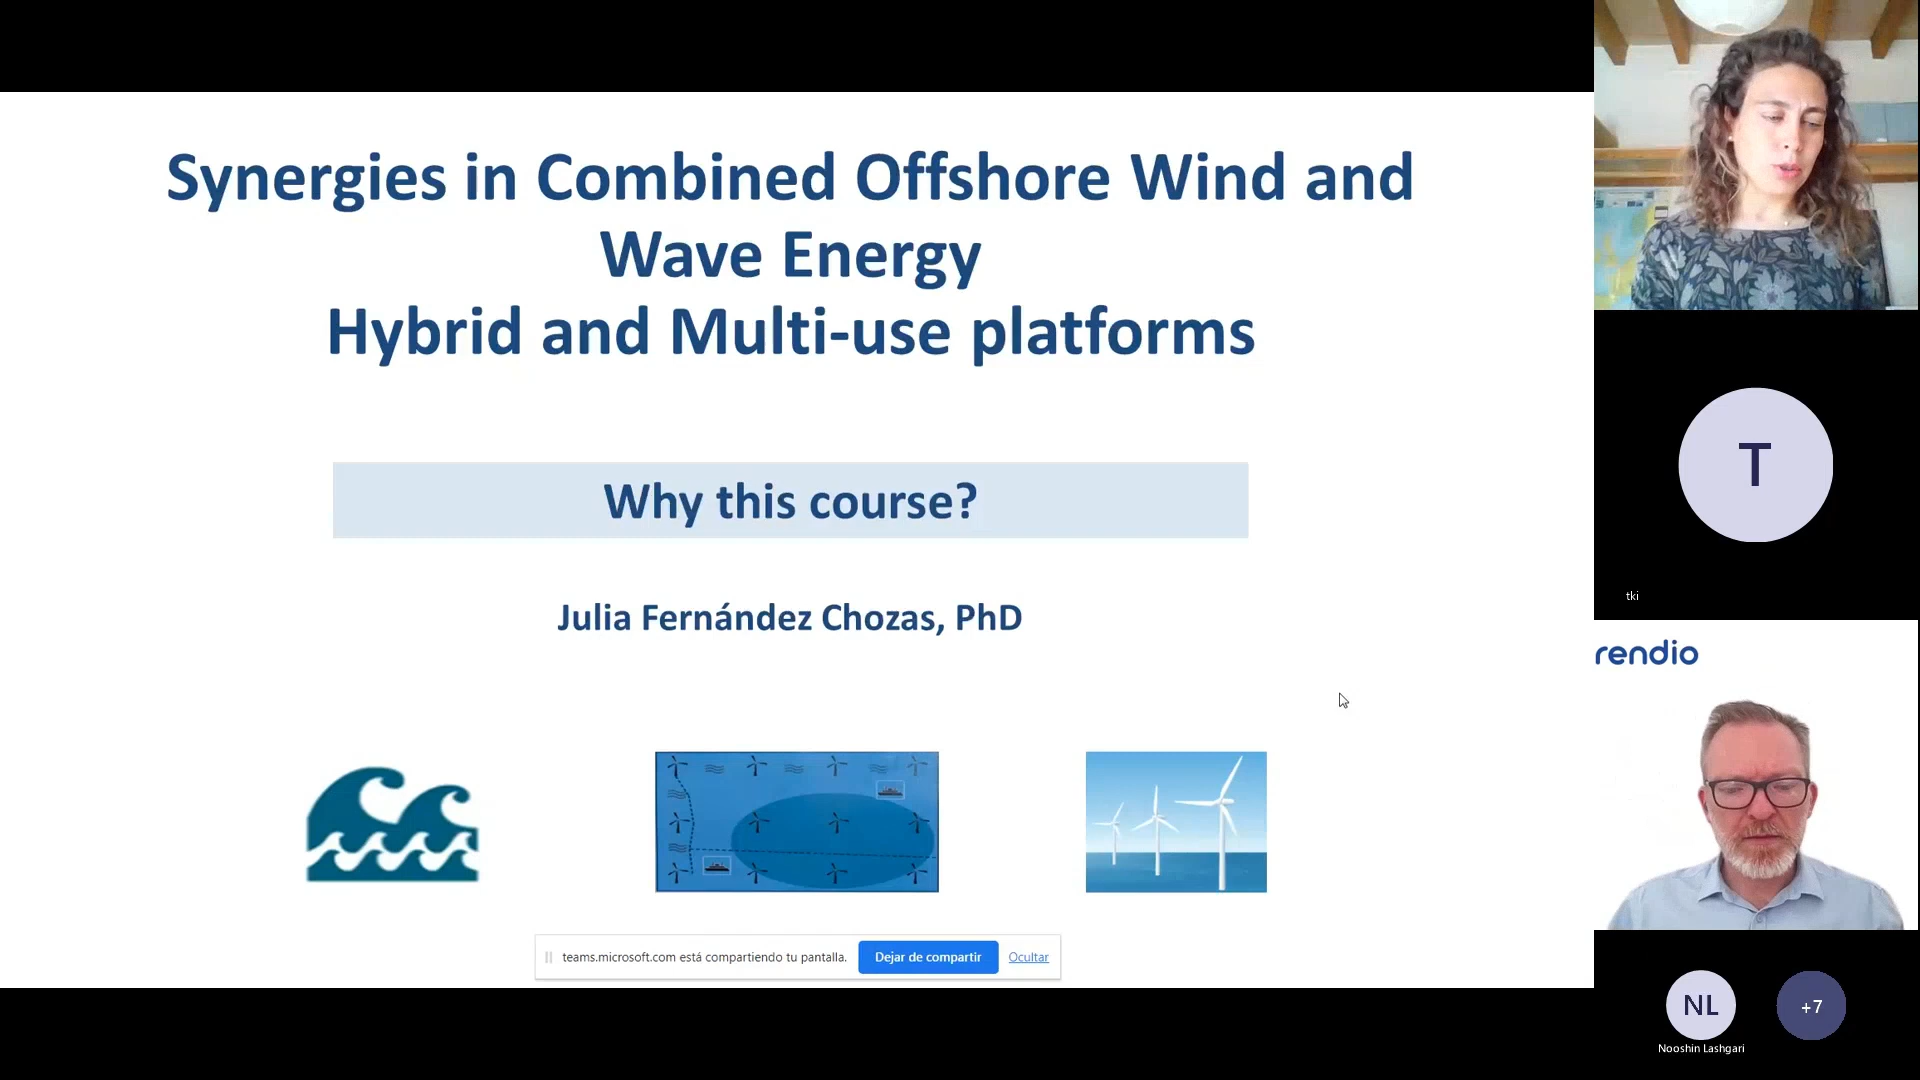 Synergies in Combined Offshore Wind and
Wave Energy
Hybrid and Multi-use platforms
Why this course?
Julia Fernández Chozas, PhD
teams.microsoft.com está compartiendo tu pantalla.
Dejar de compartir
Ocultar
T
tki
rendio
NL
+7
Nooshin Lashgari